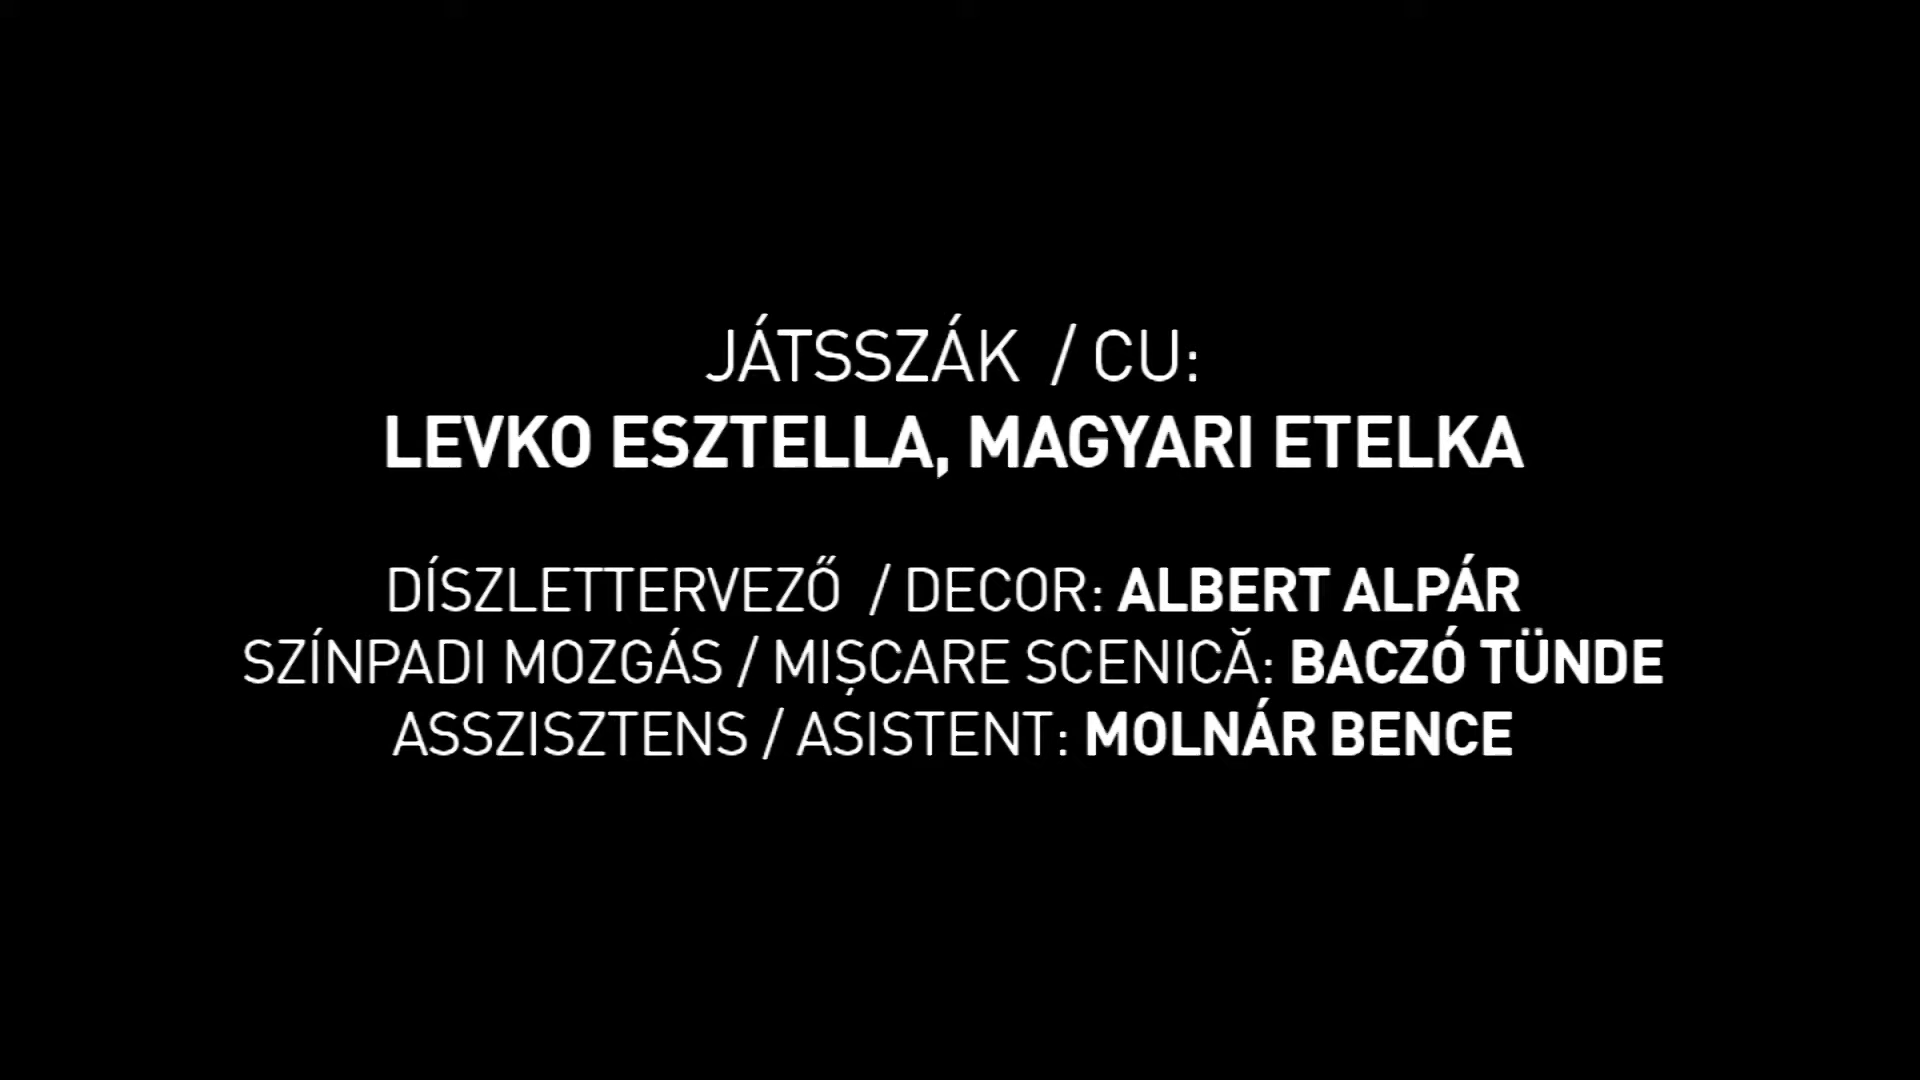 JÁTSSZÁK / CU:
LEVKO ESZTELLA, MAGYARI ETELKA
DÍSZLETTERVEZŐ / DECOR: ALBERT ALPÁR
SZÍNPADI MOZGÁS / MIȘCARE SCENICĂ: BACZÓ TÜNDE
ASSZISZTENS / ASISTENT: MOLNÁR BENCE